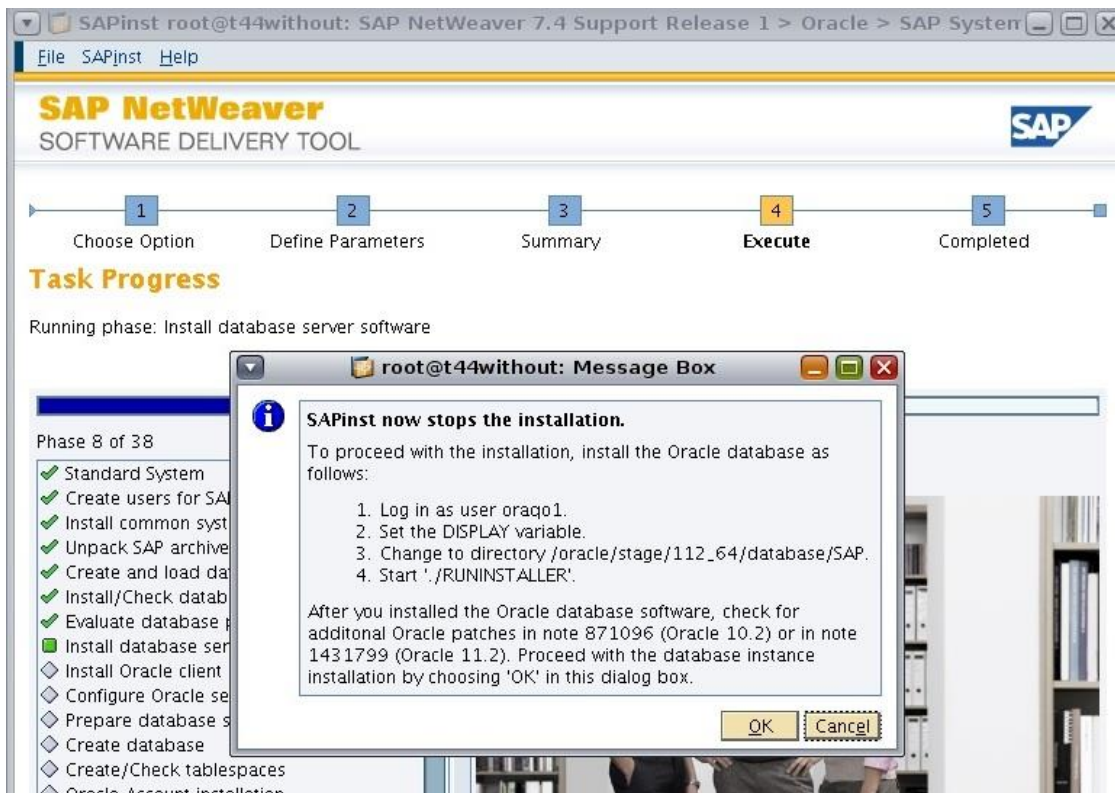 SAPinst root@t44without: SAP NetWeaver 7.4 Support Release 1 > Oracle > SAP System
File SAPinst Help
SAP NetWeaver
SOFTWARE DELIVERY TOOL
SAP
1 2 3 4 5
Choose Option Define Parameters Summary Execute Completed
Task Progress
Running phase: Install database server software
root@t44without: Message Box
SAPinst now stops the installation.
To proceed with the installation, install the Oracle database as
follows:
1. Log in as user oraqo1.
2. Set the DISPLAY variable.
3. Change to directory /oracle/stage/112_64/database/SAP.
4. Start './RUNINSTALLER'.
After you installed the Oracle database software, check for
additonal Oracle patches in note 871096 (Oracle 10.2) or in note
1431799 (Oracle 11.2). Proceed with the database instance
installation by choosing 'OK' in this dialog box.
OK Cancel
Phase 8 of 38
Standard System
Create users for SA
Install common syst
Unpack SAP archive
Create and load da
Install/Check datab
Evaluate database
Install database ser
Install Oracle client
Configure Oracle se
Prepare database s
Create database
Create/Check tablespaces
Oracle Account installation